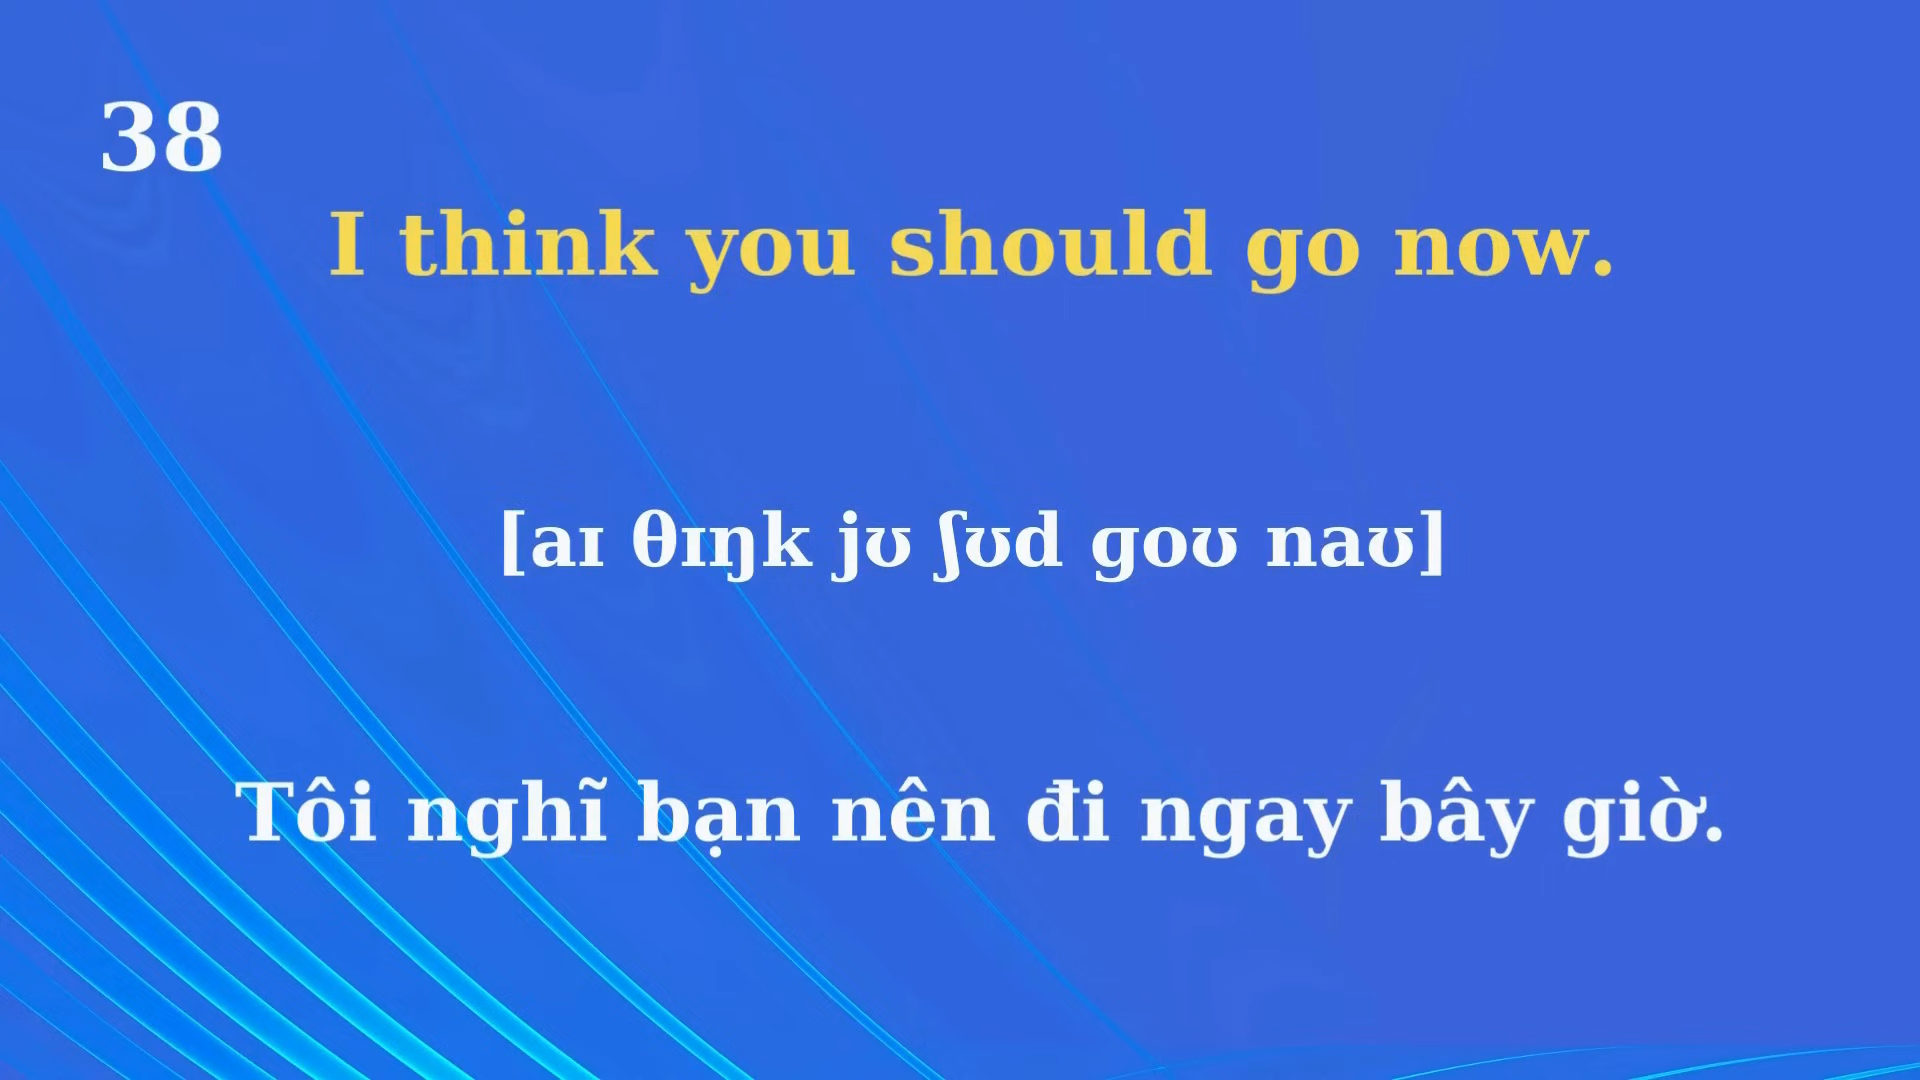 38
I think you should go now.
[aɪ θɪŋk jʊ ʃʊd ɡoʊ naʊ]
Tôi nghĩ bạn nên đi ngay bây giờ.